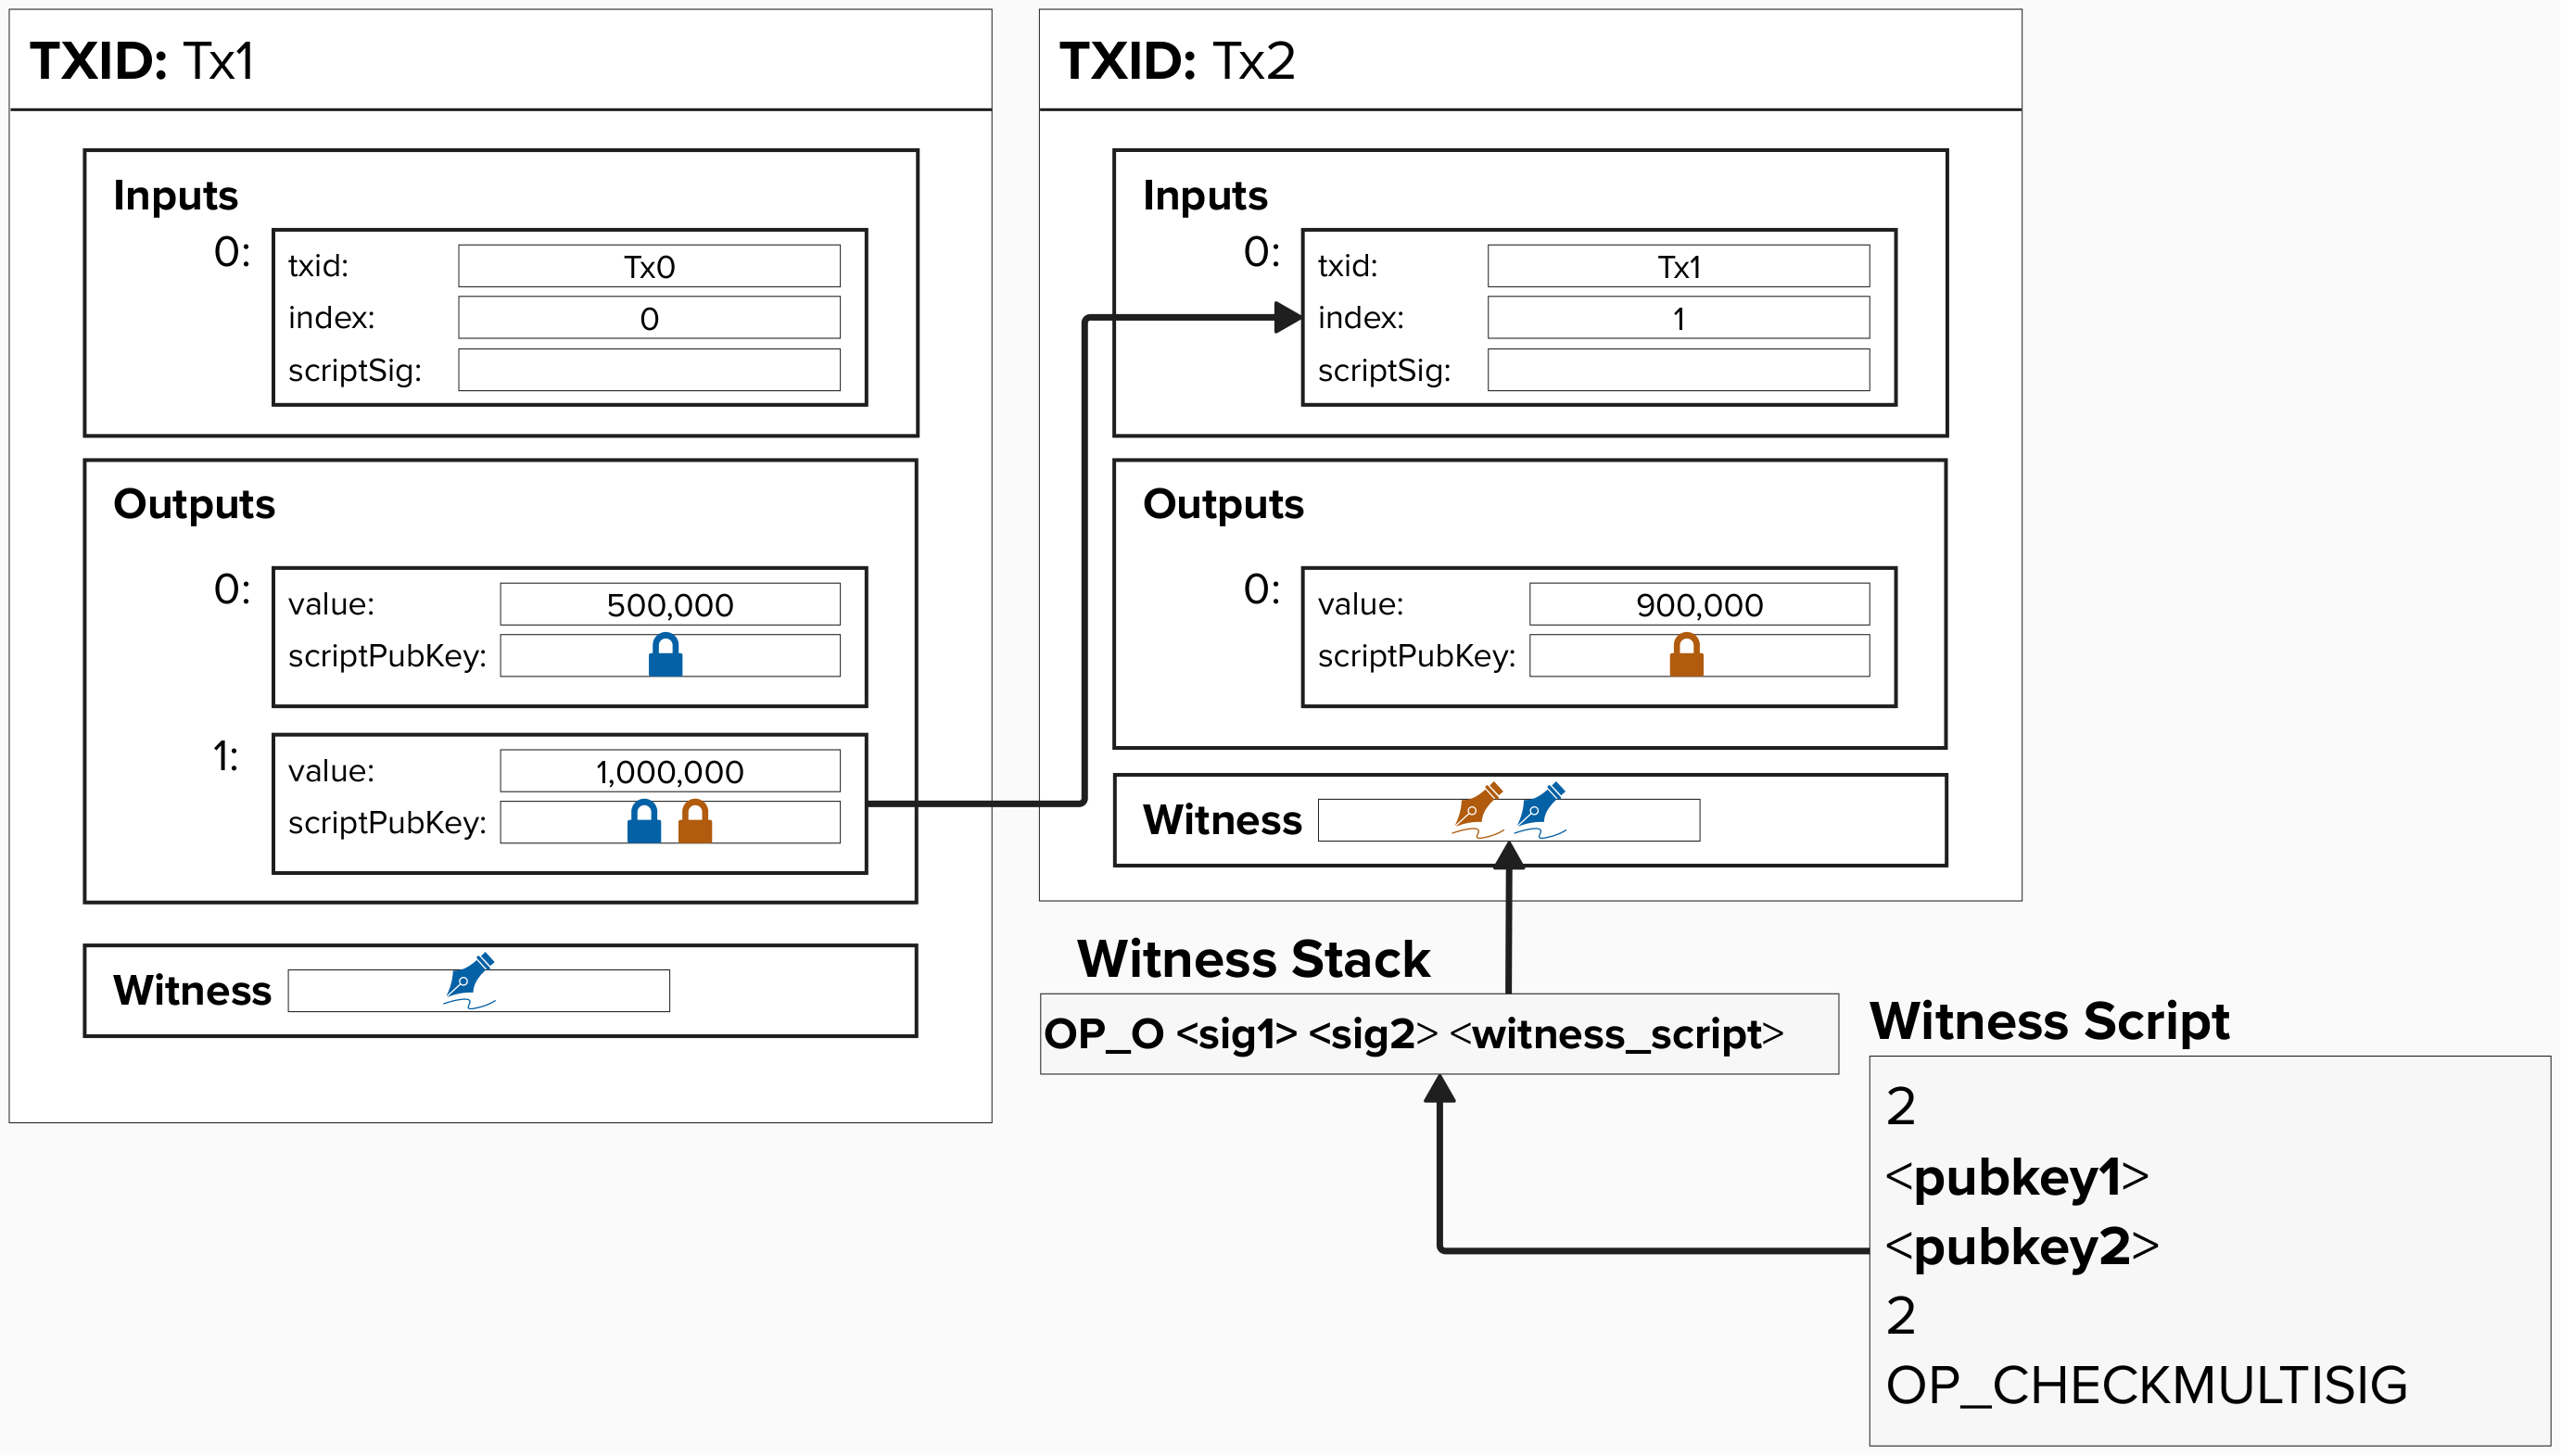 TXID: Tx1
Inputs
0:
txid: Tx0
index: 0
scriptSig:
Outputs
0:
value: 500,000
scriptPubKey:
1:
value: 1,000,000
scriptPubKey:
Witness
TXID: Tx2
Inputs
0:
txid: Tx1
index: 1
scriptSig:
Outputs
0:
value: 900,000
scriptPubKey:
Witness
Witness Stack
OP_O <sig1> <sig2> <witness_script>
Witness Script
2
<pubkey1>
<pubkey2>
2
OP_CHECKMULTISIG